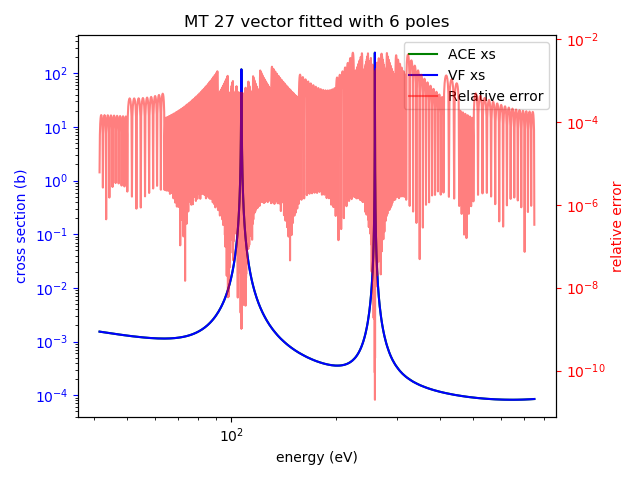 MT 27 vector fitted with 6 poles
ACE xs
VF xs
Relative error
cross section (b)
10^2
10^1
10^0
10^-1
10^-2
10^-3
10^-4
relative error
10^-2
10^-4
10^-6
10^-8
10^-10
10^2
energy (eV)